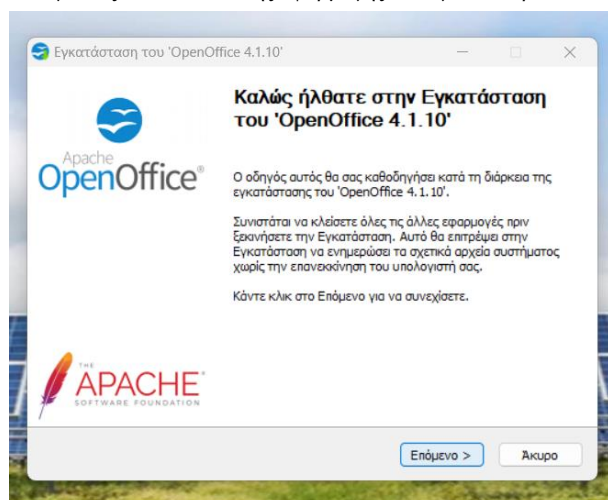 Εγκατάσταση του 'OpenOffice 4.1.10'
Καλώς ήλθατε στην Εγκατάσταση
του 'OpenOffice 4.1.10'
Apache
OpenOffice®
Ο οδηγός αυτός θα σας καθοδηγήσει κατά τη διάρκεια της
εγκατάστασης του 'OpenOffice 4.1.10'.
Συνιστάται να κλείσετε όλες τις άλλες εφαρμογές πριν
ξεκινήσετε την Εγκατάσταση. Αυτό θα επιτρέψει στην
Εγκατάσταση να ενημερώσει τα σχετικά αρχεία συστήματος
χωρίς την επανεκκίνηση του υπολογιστή σας.
Κάντε κλικ στο Επόμενο για να συνεχίσετε.
THE
APACHE
SOFTWARE FOUNDATION
Επόμενο >
Άκυρο